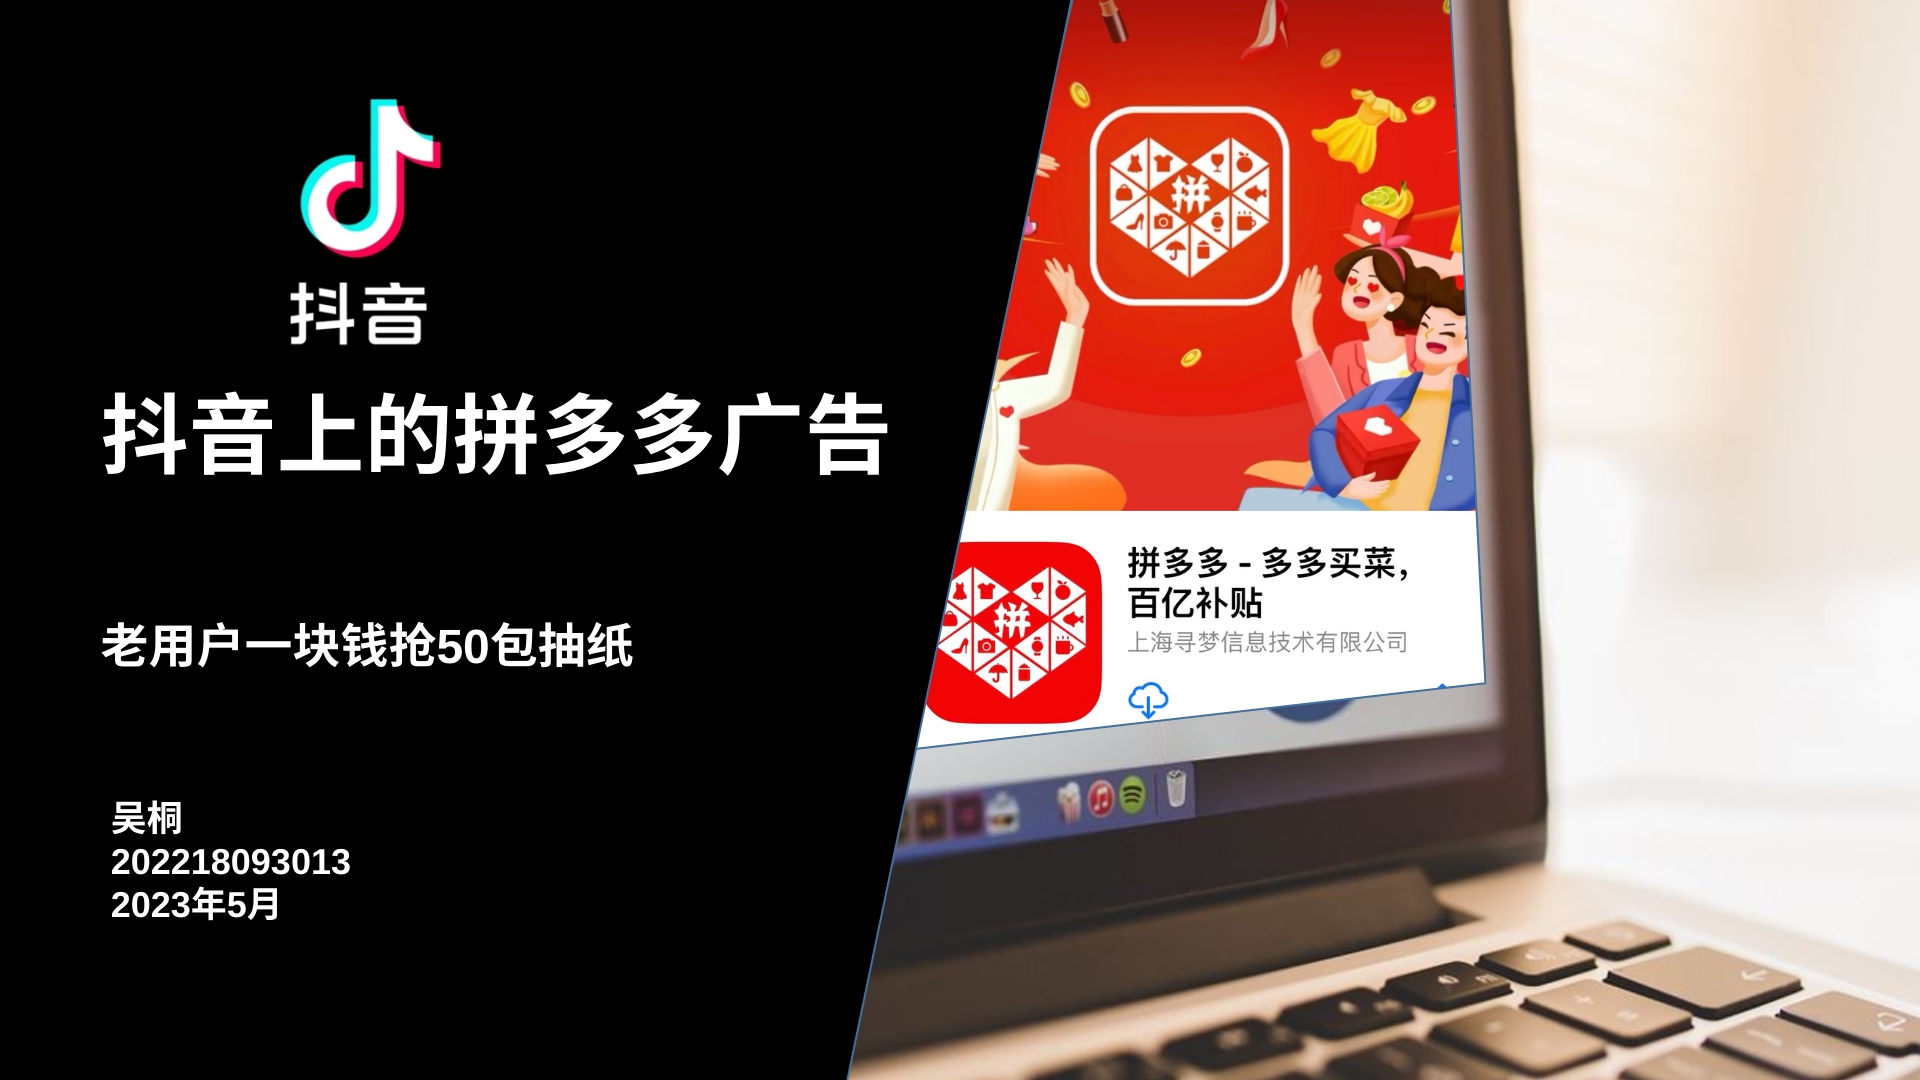 抖音
抖音上的拼多多广告
老用户一块钱抢50包抽纸
吴桐
202218093013
2023年5月
拼
拼
拼多多 - 多多买菜，
百亿补贴
上海寻梦信息技术有限公司